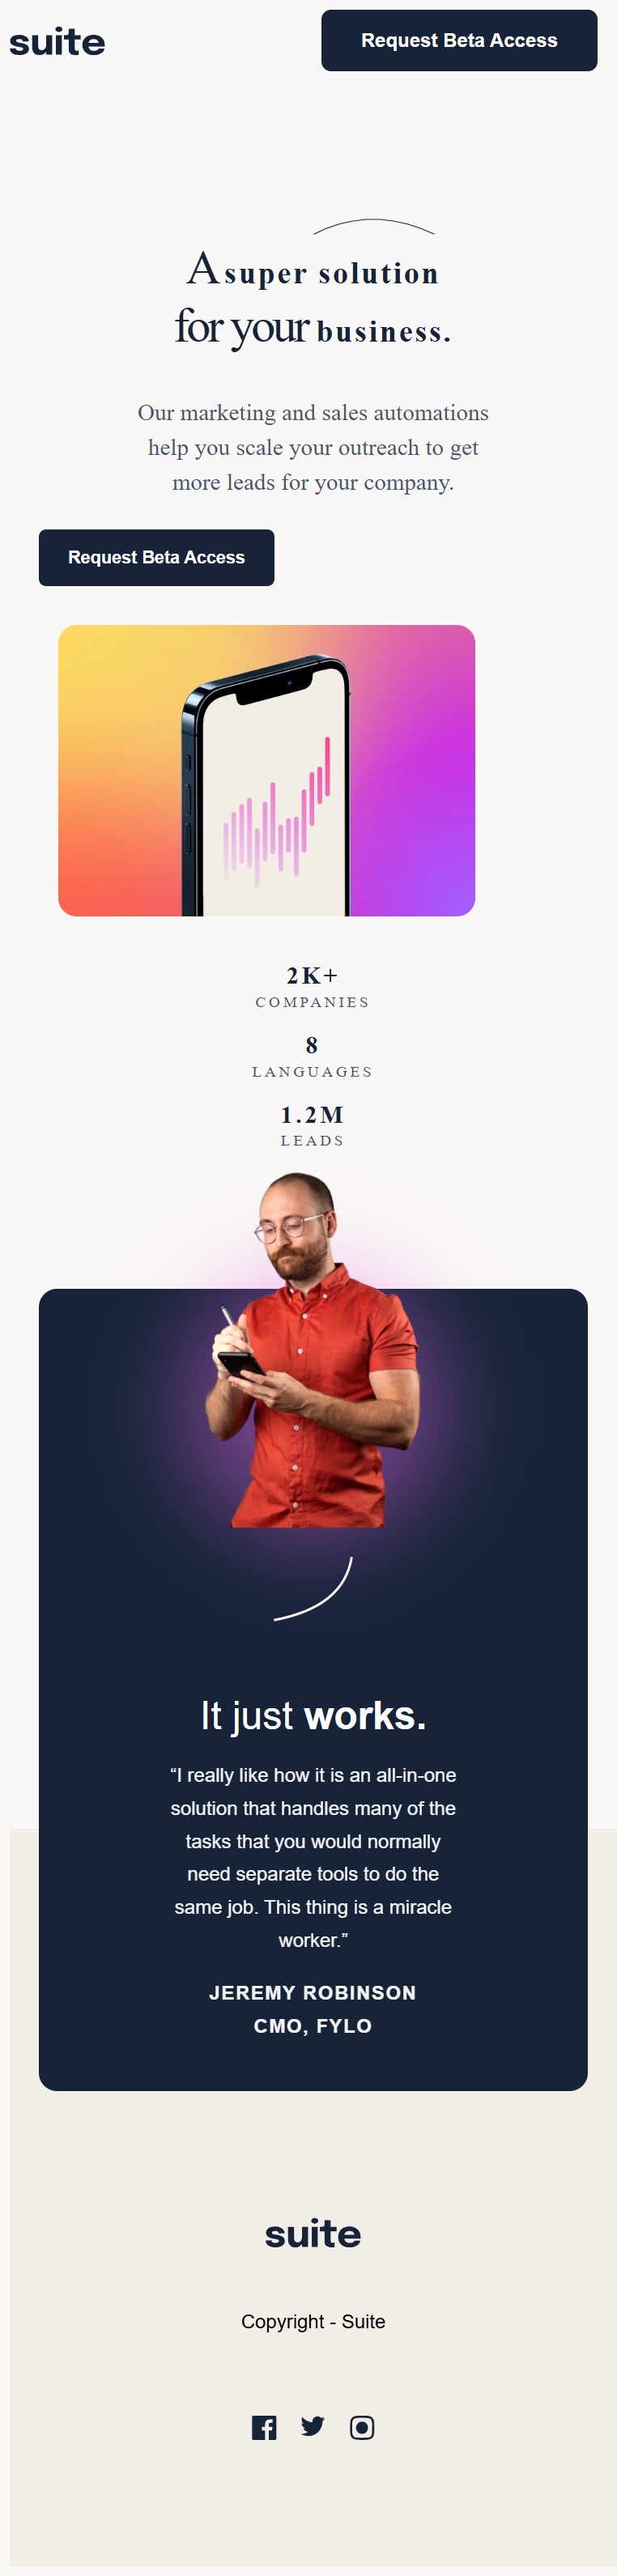 suite
Request Beta Access
A super solution
for your business.
Our marketing and sales automations
help you scale your outreach to get
more leads for your company.
Request Beta Access
2K+
COMPANIES
8
LANGUAGES
1.2M
LEADS
It just works.
“I really like how it is an all-in-one
solution that handles many of the
tasks that you would normally
need separate tools to do the
same job. This thing is a miracle
worker.”
JEREMY ROBINSON
CMO, FYLO
suite
Copyright - Suite